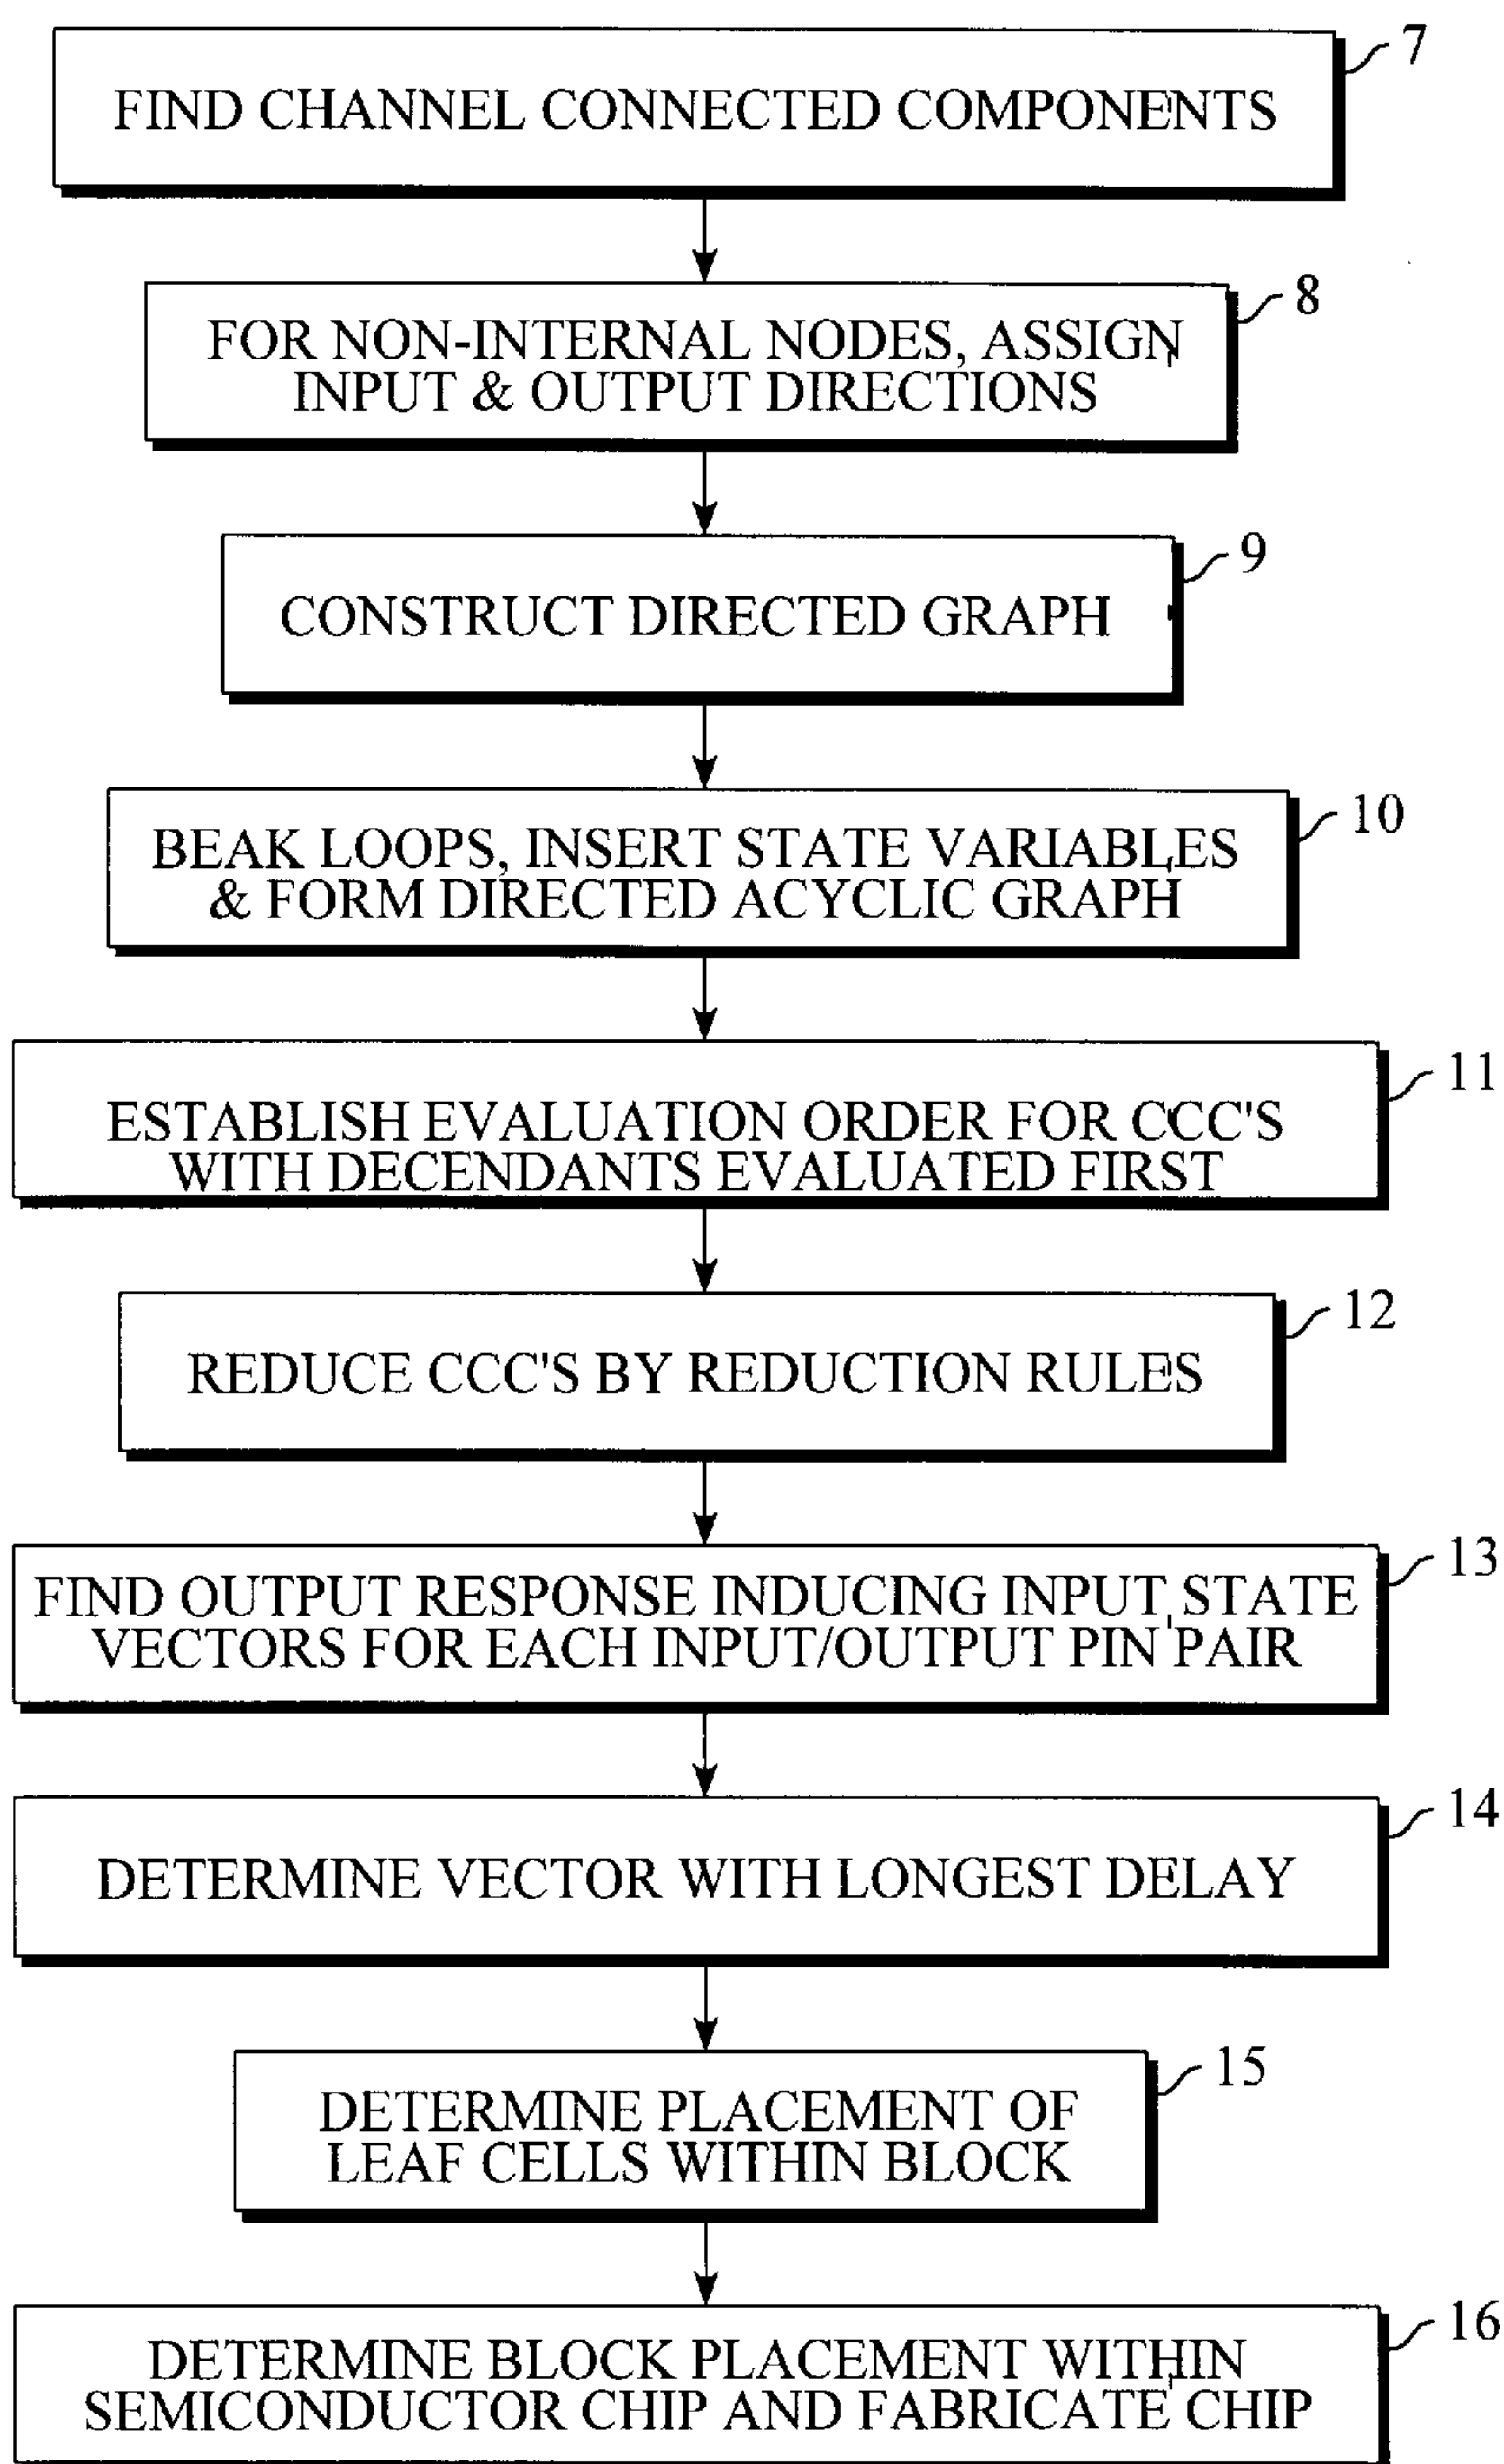 7
FIND CHANNEL CONNECTED COMPONENTS
8
FOR NON-INTERNAL NODES, ASSIGN
INPUT & OUTPUT DIRECTIONS
9
CONSTRUCT DIRECTED GRAPH
10
BEAK LOOPS, INSERT STATE VARIABLES
& FORM DIRECTED ACYCLIC GRAPH
11
ESTABLISH EVALUATION ORDER FOR CCC'S
WITH DECENDANTS EVALUATED FIRST
12
REDUCE CCC'S BY REDUCTION RULES
13
FIND OUTPUT RESPONSE INDUCING INPUT STATE
VECTORS FOR EACH INPUT/OUTPUT PIN PAIR
14
DETERMINE VECTOR WITH LONGEST DELAY
15
DETERMINE PLACEMENT OF
LEAF CELLS WITHIN BLOCK
16
DETERMINE BLOCK PLACEMENT WITHIN
SEMICONDUCTOR CHIP AND FABRICATE CHIP